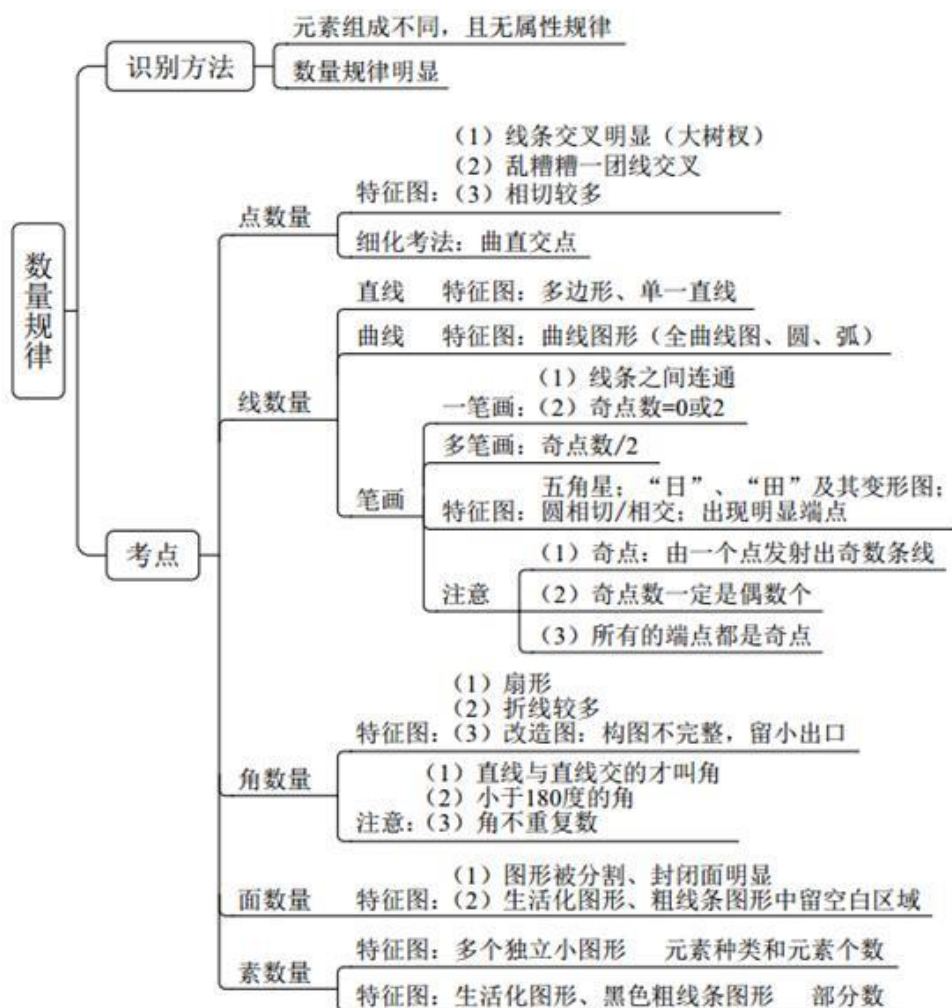 数量规律
识别方法
元素组成不同，且无属性规律
数量规律明显
考点
点数量
（1）线条交叉明显（大树杈）
（2）乱糟糟一团线交叉
特征图：（3）相切较多
细化考法：曲直交点
线数量
直线 特征图：多边形、单一直线
曲线 特征图：曲线图形（全曲线图、圆、弧）
笔画
（1）线条之间连通
一笔画：（2）奇点数=0或2
多笔画：奇点数/2
五角星；“日”、“田”及其变形图；
特征图：圆相切/相交；出现明显端点
注意
（1）奇点：由一个点发射出奇数条线
（2）奇点数一定是偶数个
（3）所有的端点都是奇点
角数量
（1）扇形
（2）折线较多
特征图：（3）改造图：构图不完整，留小出口
（1）直线与直线交的才叫角
（2）小于180度的角
注意：（3）角不重复数
面数量
（1）图形被分割、封闭面明显
特征图：（2）生活化图形、粗线条图形中留空白区域
素数量
特征图：多个独立小图形 元素种类和元素个数
特征图：生活化图形、黑色粗线条图形 部分数